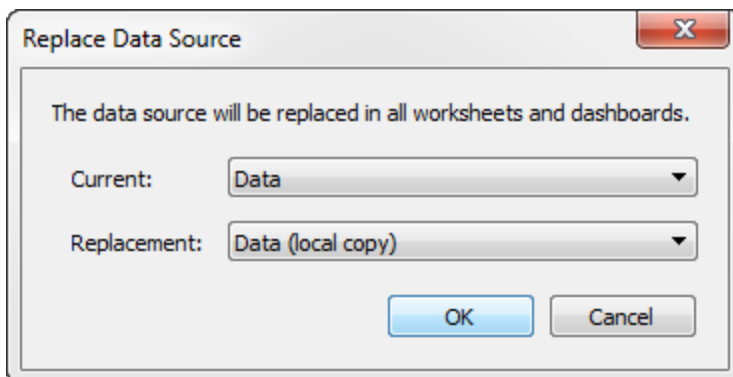 Replace Data Source
The data source will be replaced in all worksheets and dashboards.
Current: Data
Replacement: Data (local copy)
OK Cancel